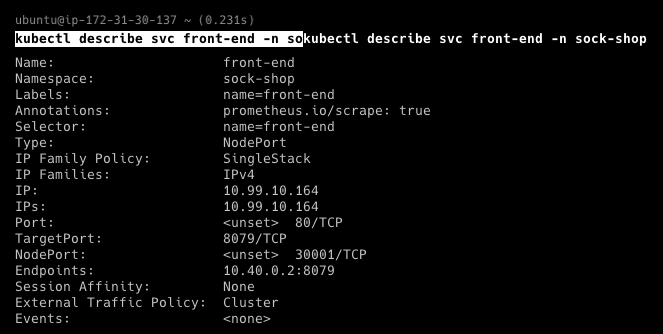 ubuntu@ip-172-31-30-137 ~ (0.231s)
kubectl describe svc front-end -n sokubectl describe svc front-end -n sock-shop
Name:                     front-end
Namespace:                sock-shop
Labels:                   name=front-end
Annotations:              prometheus.io/scrape: true
Selector:                 name=front-end
Type:                     NodePort
IP Family Policy:         SingleStack
IP Families:              IPv4
IP:                       10.99.10.164
IPs:                      10.99.10.164
Port:                     <unset>  80/TCP
TargetPort:               8079/TCP
NodePort:                 <unset>  30001/TCP
Endpoints:                10.40.0.2:8079
Session Affinity:         None
External Traffic Policy:  Cluster
Events:                   <none>